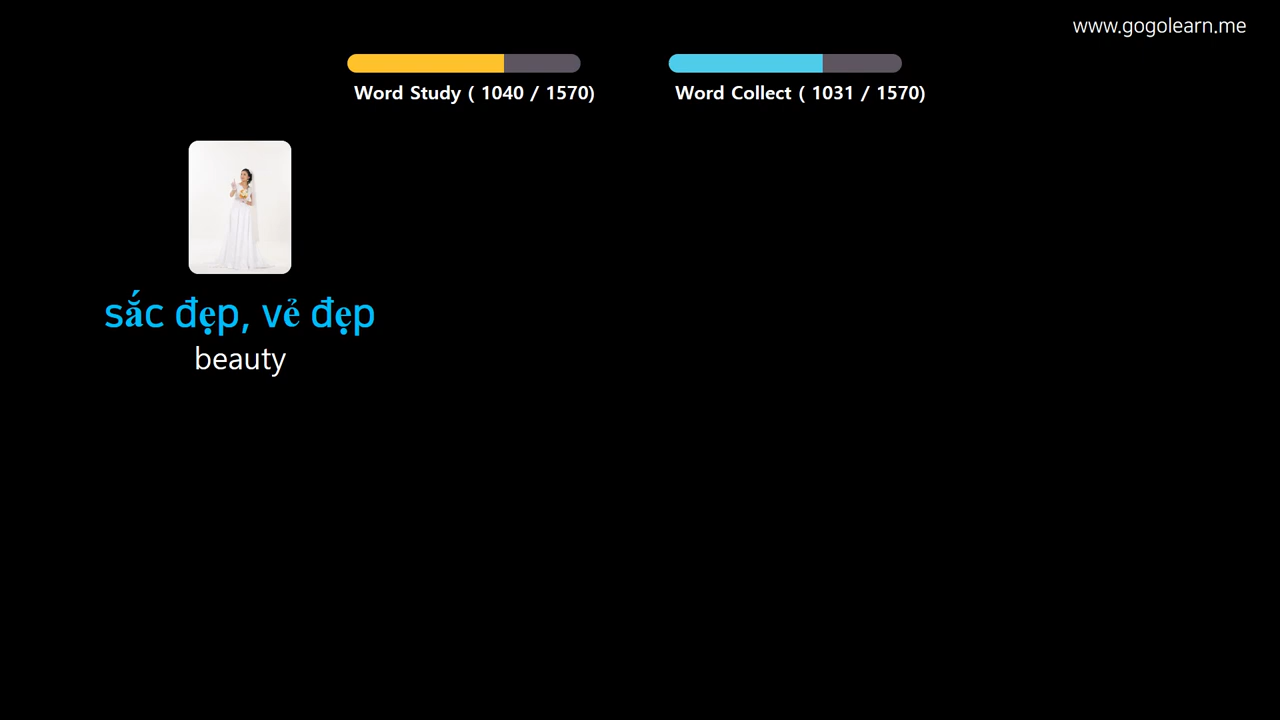 www.gogolearn.me
Word Study ( 1040 / 1570)
Word Collect ( 1031 / 1570)
sắc đẹp, vẻ đẹp
beauty